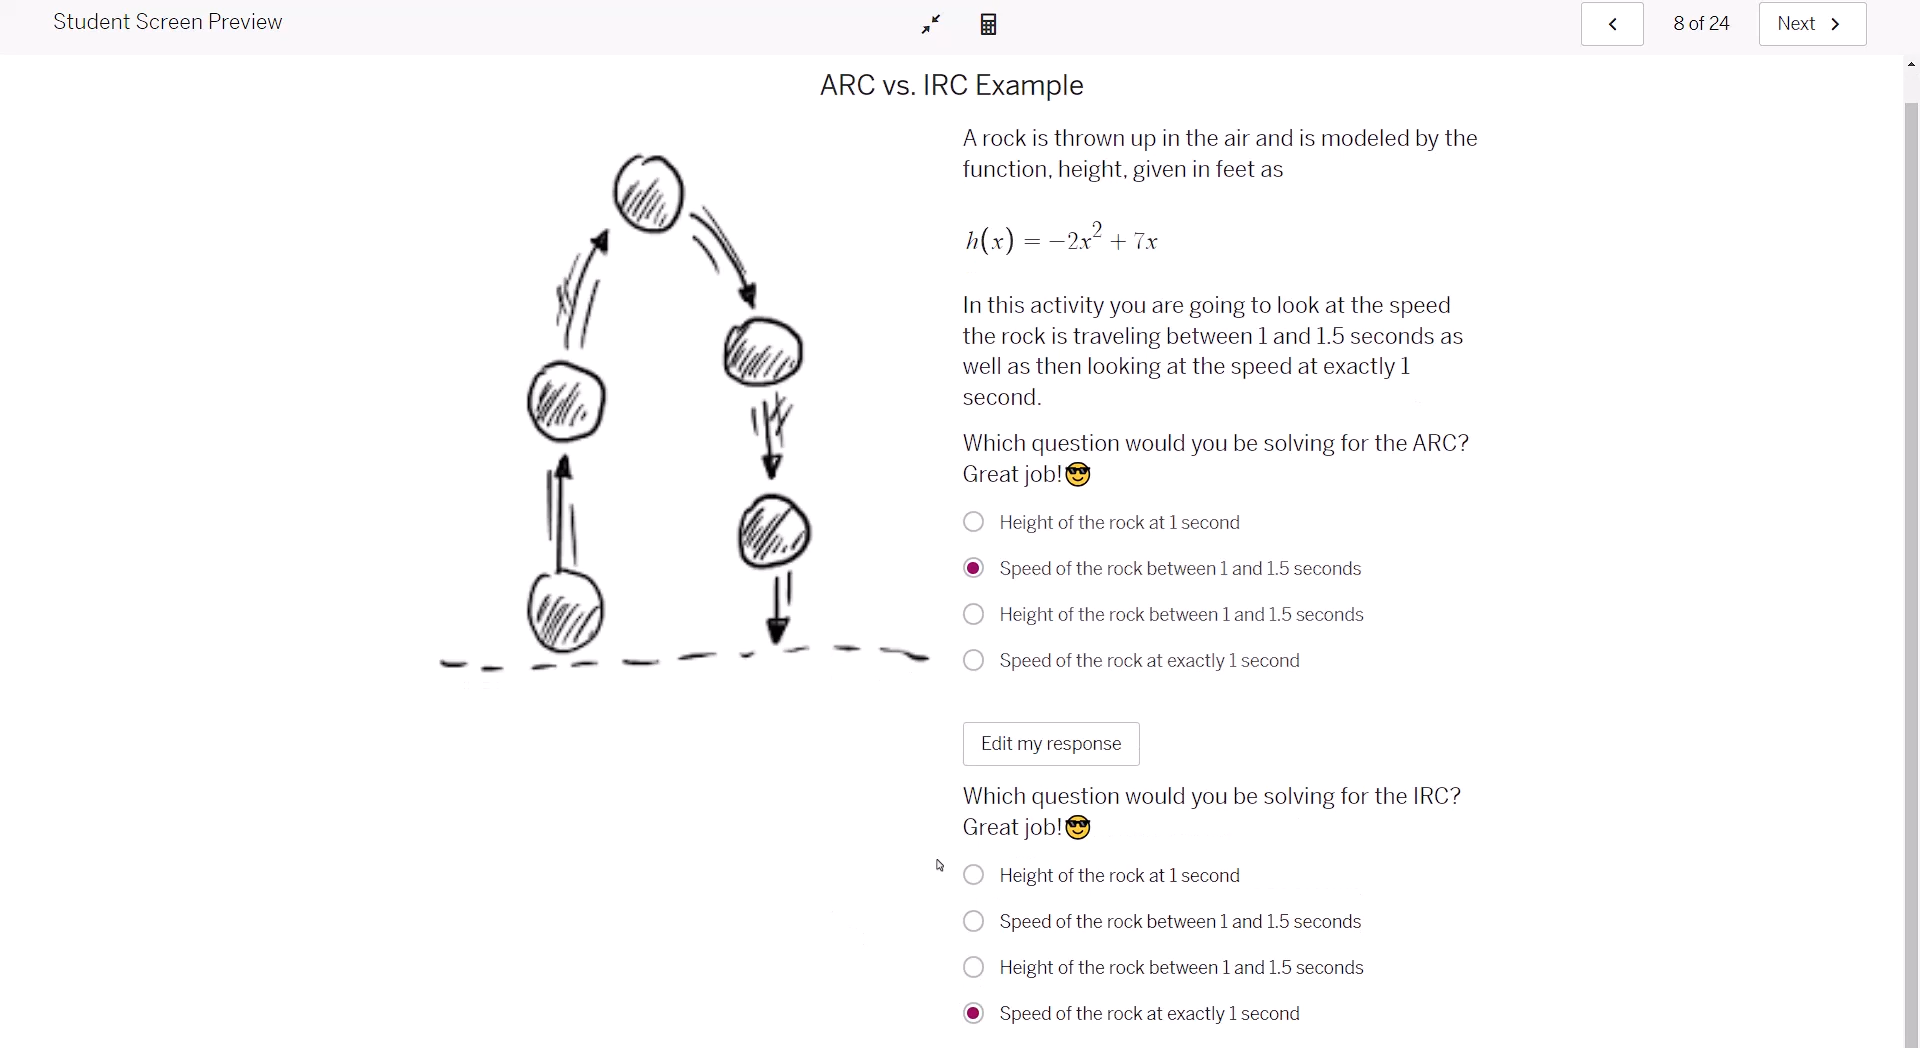 Student Screen Preview
8 of 24
Next
ARC vs. IRC Example
A rock is thrown up in the air and is modeled by the
function, height, given in feet as
h(x) = −2x² + 7x
In this activity you are going to look at the speed
the rock is traveling between 1 and 1.5 seconds as
well as then looking at the speed at exactly 1
second.
Which question would you be solving for the ARC?
Great job!😎
Height of the rock at 1 second
Speed of the rock between 1 and 1.5 seconds
Height of the rock between 1 and 1.5 seconds
Speed of the rock at exactly 1 second
Edit my response
Which question would you be solving for the IRC?
Great job!😎
Height of the rock at 1 second
Speed of the rock between 1 and 1.5 seconds
Height of the rock between 1 and 1.5 seconds
Speed of the rock at exactly 1 second